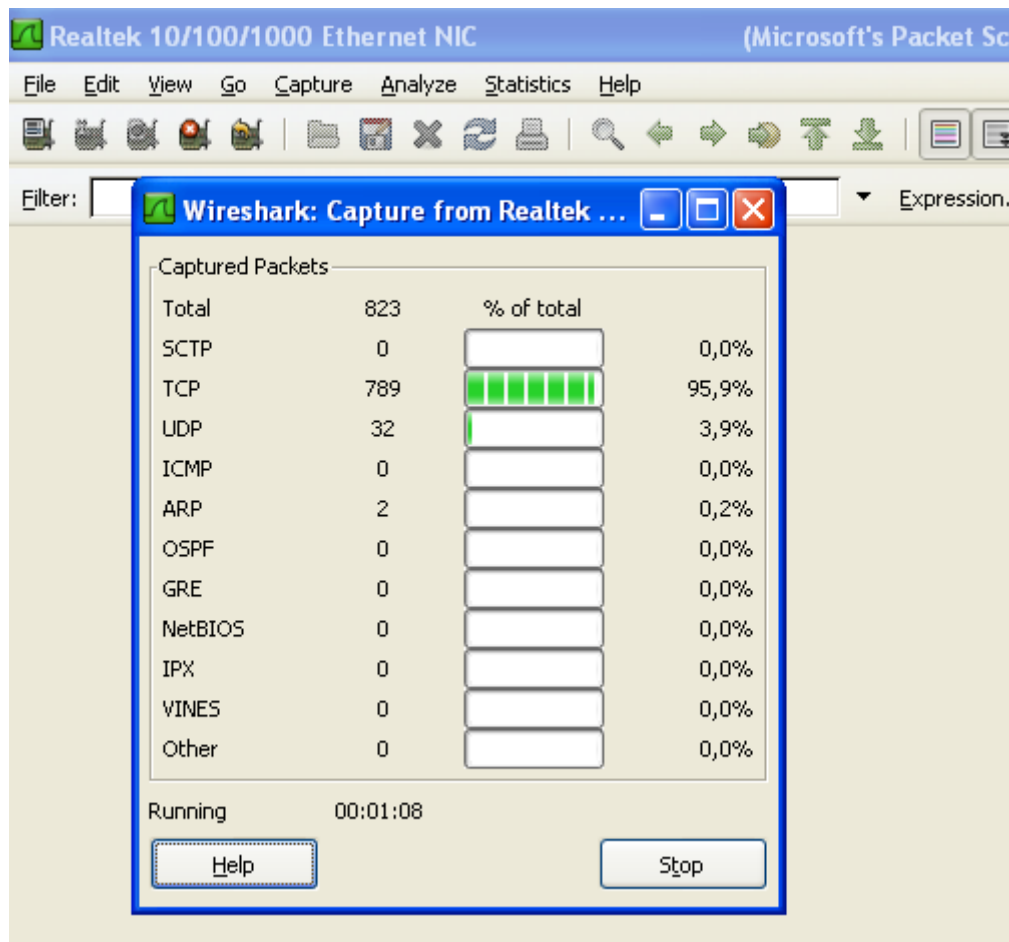 Realtek 10/100/1000 Ethernet NIC (Microsoft's Packet Sc
File Edit View Go Capture Analyze Statistics Help
Filter: Expression.
Wireshark: Capture from Realtek ...
Captured Packets
Total 823 % of total
SCTP 0 0,0%
TCP 789 95,9%
UDP 32 3,9%
ICMP 0 0,0%
ARP 2 0,2%
OSPF 0 0,0%
GRE 0 0,0%
NetBIOS 0 0,0%
IPX 0 0,0%
VINES 0 0,0%
Other 0 0,0%
Running 00:01:08
Help Stop